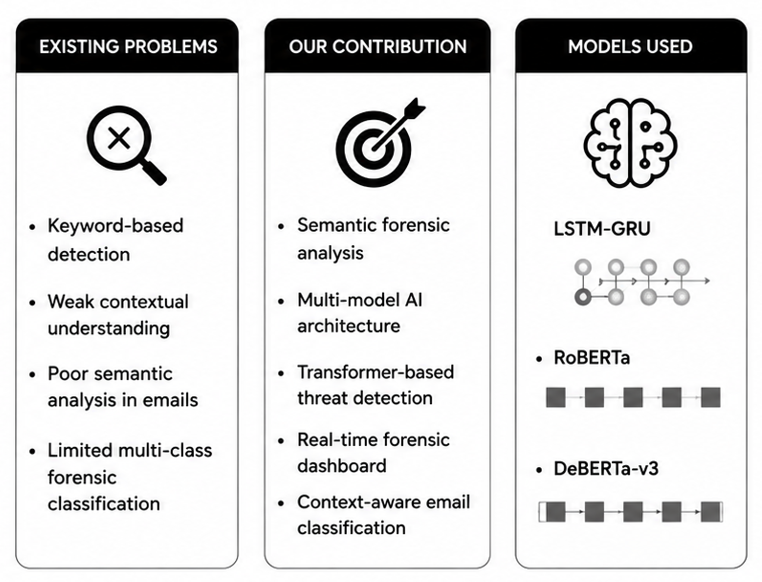 EXISTING PROBLEMS
• Keyword-based
detection
• Weak contextual
understanding
• Poor semantic
analysis in emails
• Limited multi-class
forensic
classification
OUR CONTRIBUTION
• Semantic forensic
analysis
• Multi-model AI
architecture
• Transformer-based
threat detection
• Real-time forensic
dashboard
• Context-aware email
classification
MODELS USED
LSTM-GRU
• RoBERTa
• DeBERTa-v3